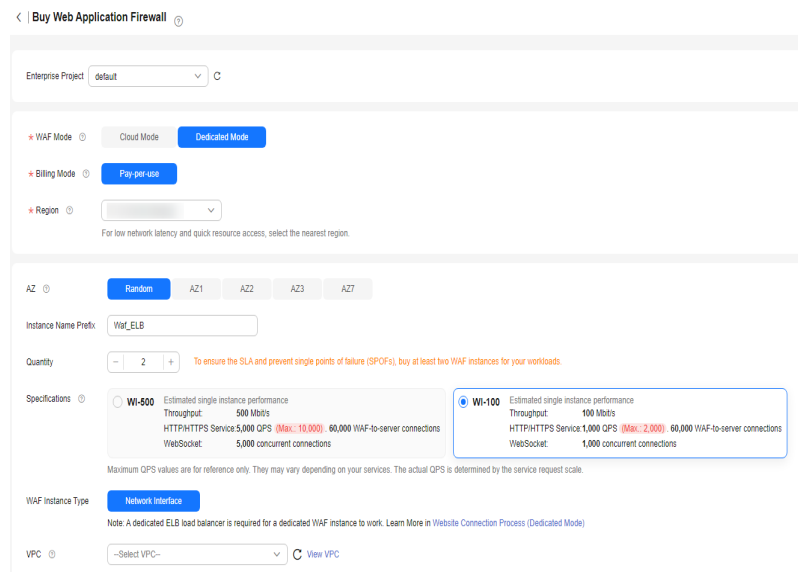 Buy Web Application Firewall
Enterprise Project default
* WAF Mode Cloud Mode Dedicated Mode
* Billing Mode Pay-per-use
* Region
For low network latency and quick resource access, select the nearest region.
AZ Random AZ1 AZ2 AZ3 AZ7
Instance Name Prefix Waf_ELB
Quantity − 2 + To ensure the SLA and prevent single points of failure (SPOFs), buy at least two WAF instances for your workloads.
Specifications
WI-500 Estimated single instance performance
Throughput: 500 Mbit/s
HTTP/HTTPS Service:5,000 QPS (Max.: 10,000) . 60,000 WAF-to-server connections
WebSocket: 5,000 concurrent connections
WI-100 Estimated single instance performance
Throughput: 100 Mbit/s
HTTP/HTTPS Service:1,000 QPS (Max.: 2,000) . 60,000 WAF-to-server connections
WebSocket: 1,000 concurrent connections
Maximum QPS values are for reference only. They may vary depending on your services. The actual QPS is determined by the service request scale.
WAF Instance Type Network Interface
Note: A dedicated ELB load balancer is required for a dedicated WAF instance to work. Learn More in Website Connection Process (Dedicated Mode)
VPC --Select VPC-- View VPC